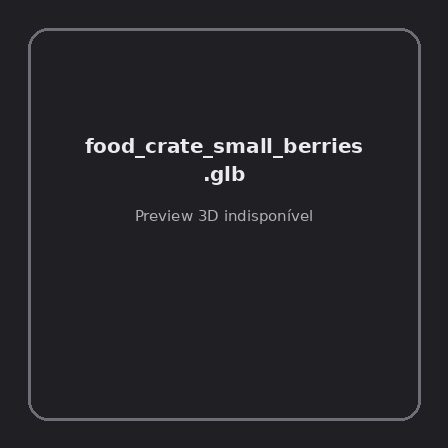 food_crate_small_berries
.glb
Preview 3D indisponível